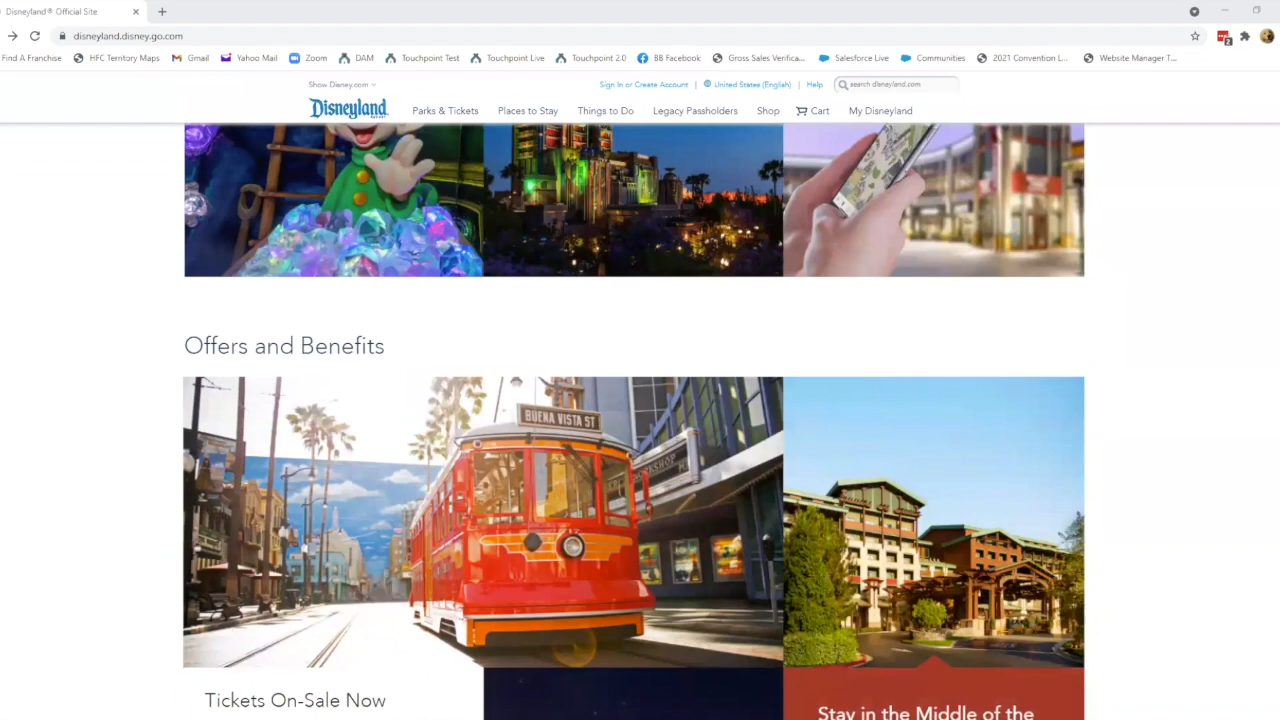 Disneyland® Official Site
disneyland.disney.go.com
Find A Franchise HFC Territory Maps Gmail Yahoo Mail Zoom DAM Touchpoint Test Touchpoint Live Touchpoint 2.0 BB Facebook Gross Sales Verifica... Salesforce Live Communities 2021 Convention L... Website Manager T...
Show Disney.com Sign In or Create Account | United States (English) | Help search disneyland.com
Disneyland Parks & Tickets Places to Stay Things to Do Legacy Passholders Shop Cart My Disneyland
Offers and Benefits
BUENA VISTA ST
Tickets On-Sale Now
Stay in the Middle of the